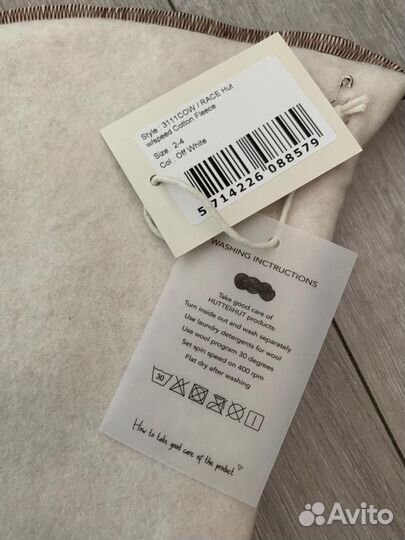 Style : 3111COW / RACE Hut
w/speed Cotton Fleece
Size : 2-4
Col : Off White
5 714226 088579
WASHING INCTRUCTIONS
Take good care of
HUTTEliHUT products:
Turn inside out and wash separately
Use laundry detergents for wool
Use wool program 30 degrees
Set spin speed on 400 rpm
Flat dry after washing
30
How to take good care of this product
Avito